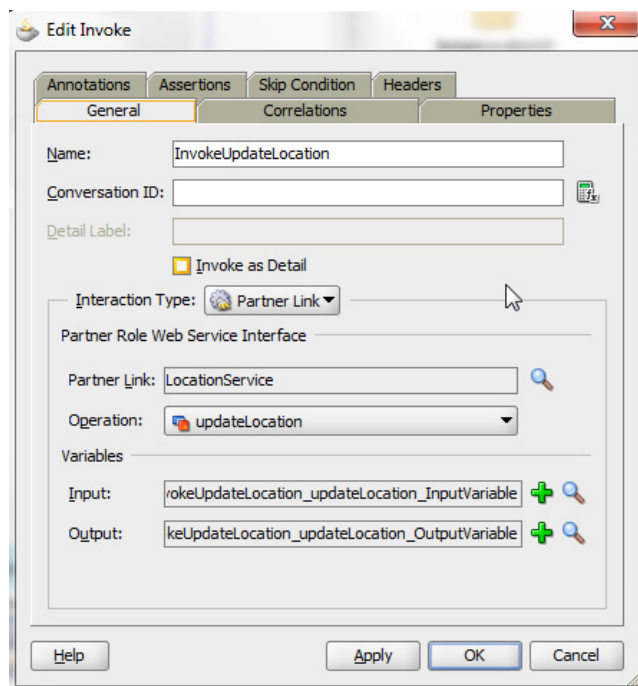 Edit Invoke
Annotations Assertions Skip Condition Headers
General Correlations Properties
Name: InvokeUpdateLocation
Conversation ID:
Detail Label:
Invoke as Detail
Interaction Type: Partner Link
Partner Role Web Service Interface
Partner Link: LocationService
Operation: updateLocation
Variables
Input: vokeUpdateLocation_updateLocation_InputVariable
Output: keUpdateLocation_updateLocation_OutputVariable
Help Apply OK Cancel